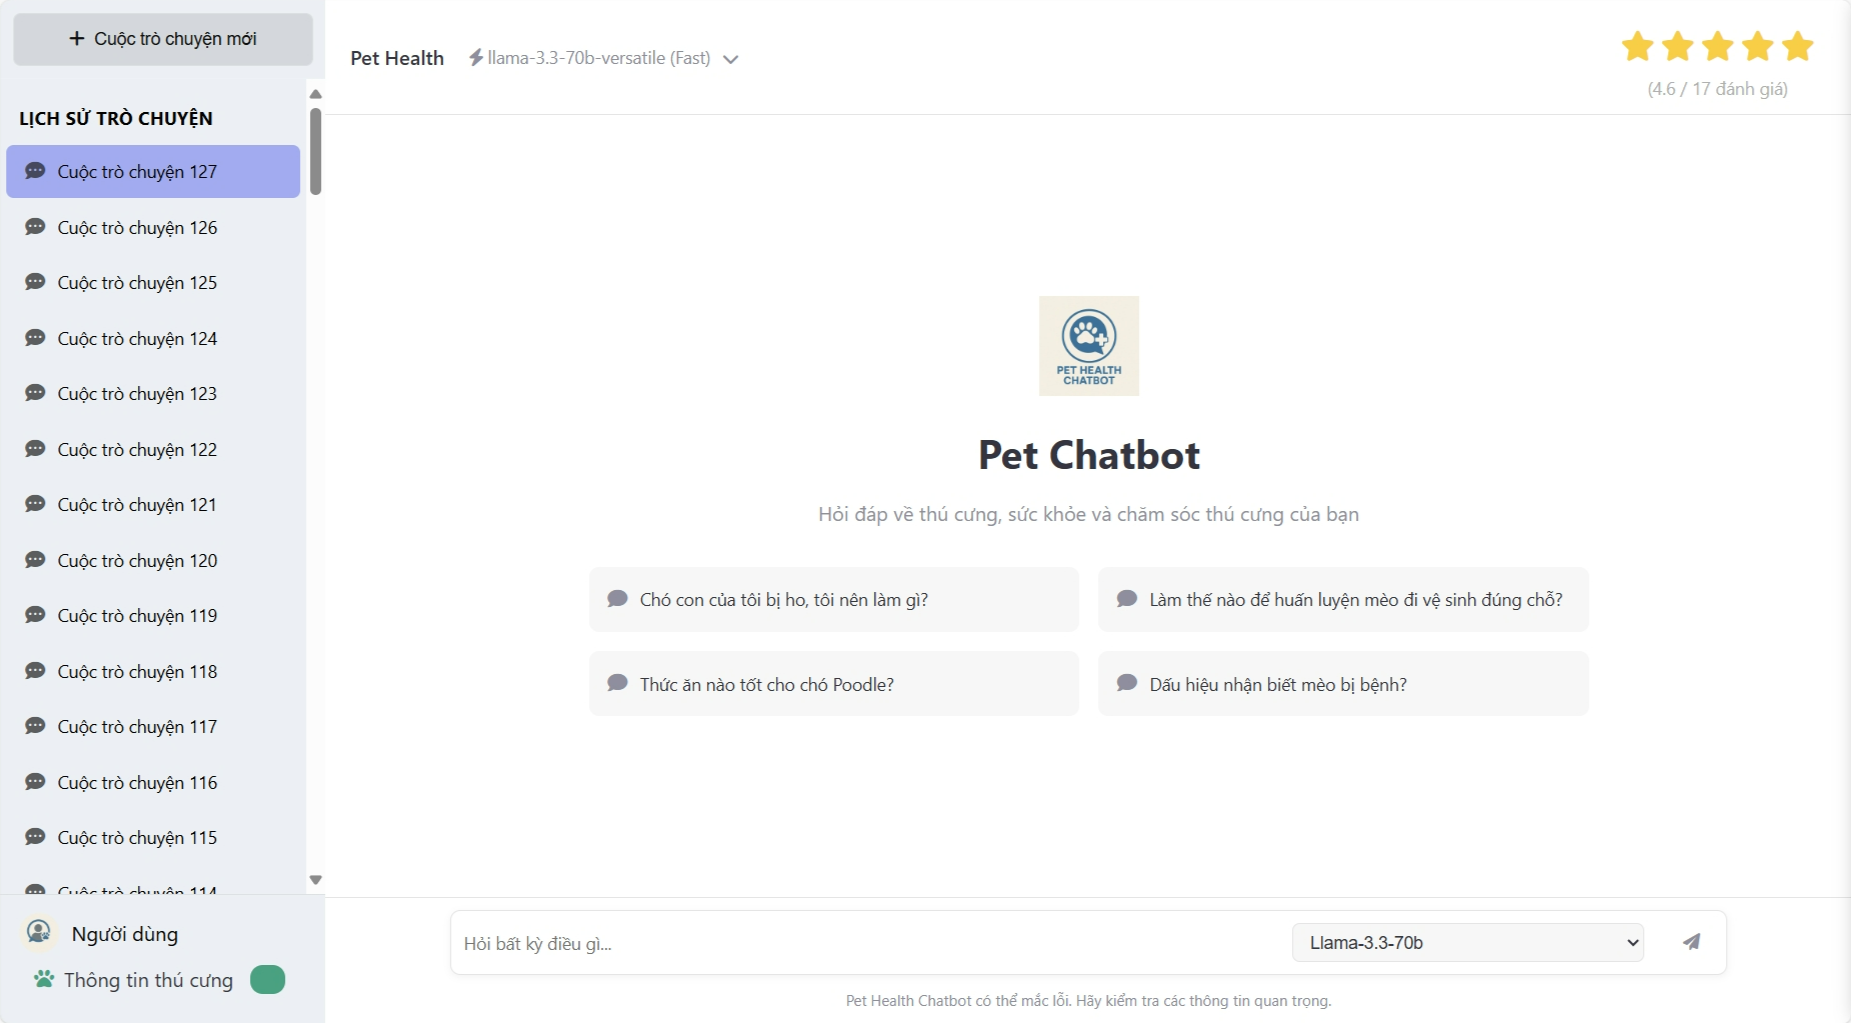 Cuộc trò chuyện mới
LỊCH SỬ TRÒ CHUYỆN
Cuộc trò chuyện 127
Cuộc trò chuyện 126
Cuộc trò chuyện 125
Cuộc trò chuyện 124
Cuộc trò chuyện 123
Cuộc trò chuyện 122
Cuộc trò chuyện 121
Cuộc trò chuyện 120
Cuộc trò chuyện 119
Cuộc trò chuyện 118
Cuộc trò chuyện 117
Cuộc trò chuyện 116
Cuộc trò chuyện 115
Cuộc trò chuyện 114
Người dùng
Thông tin thú cưng
Pet Health llama-3.3-70b-versatile (Fast)
(4.6 / 17 đánh giá)
PET HEALTH
CHATBOT
Pet Chatbot
Hỏi đáp về thú cưng, sức khỏe và chăm sóc thú cưng của bạn
Chó con của tôi bị ho, tôi nên làm gì?
Làm thế nào để huấn luyện mèo đi vệ sinh đúng chỗ?
Thức ăn nào tốt cho chó Poodle?
Dấu hiệu nhận biết mèo bị bệnh?
Hỏi bất kỳ điều gì...
Llama-3.3-70b
Pet Health Chatbot có thể mắc lỗi. Hãy kiểm tra các thông tin quan trọng.